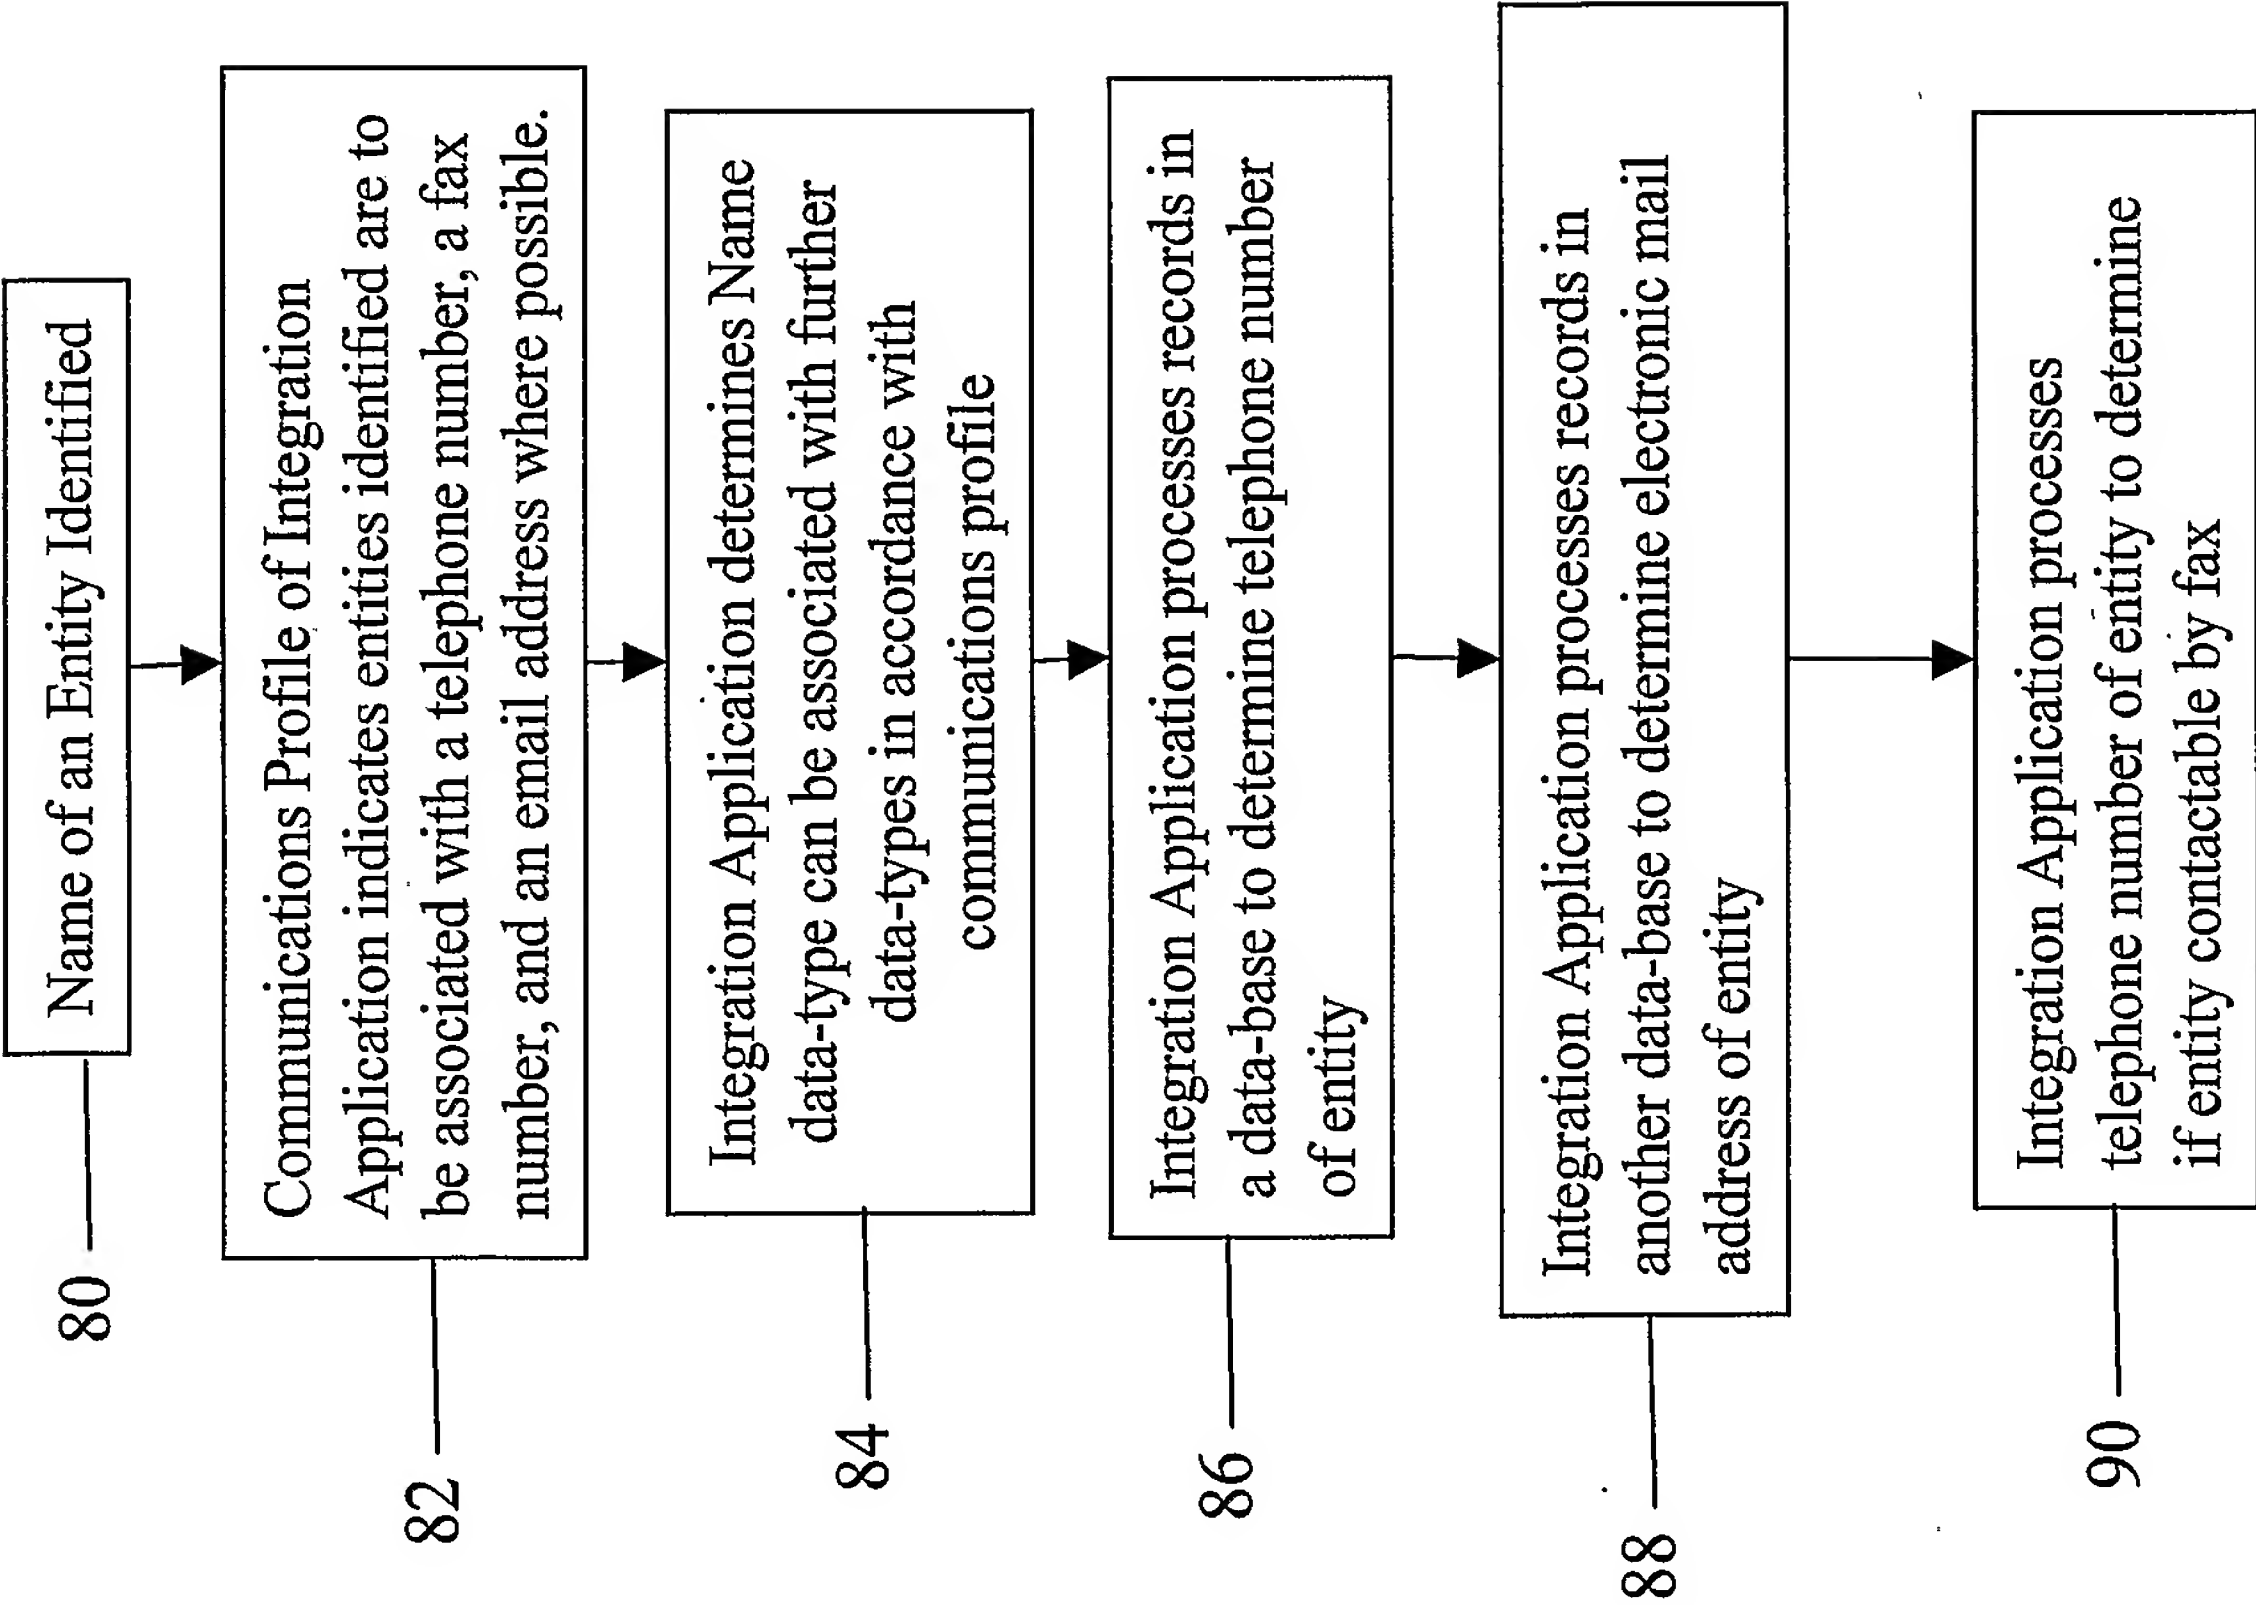 Name of an Entity Identified
80
Communications Profile of Integration
Application indicates entities identified are to
be associated with a telephone number, a fax
number, and an email address where possible.
82
Integration Application determines Name
data-type can be associated with further
data-types in accordance with
communications profile
84
Integration Application processes records in
a data-base to determine telephone number
of entity
86
Integration Application processes records in
another data-base to determine electronic mail
address of entity
88
Integration Application processes
telephone number of entity to determine
if entity contactable by fax
90